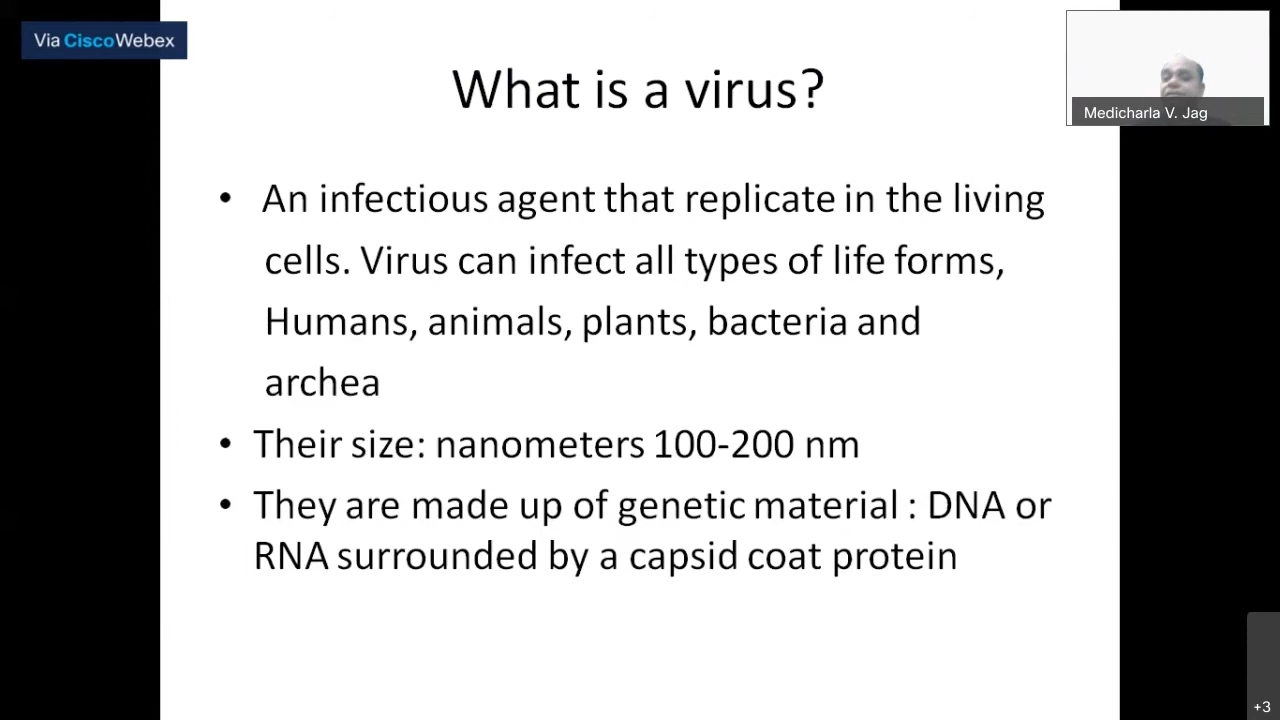 Via CiscoWebex
What is a virus?
Medicharla V. Jag
• An infectious agent that replicate in the living
cells. Virus can infect all types of life forms,
Humans, animals, plants, bacteria and
archea
• Their size: nanometers 100-200 nm
• They are made up of genetic material : DNA or
RNA surrounded by a capsid coat protein
+3